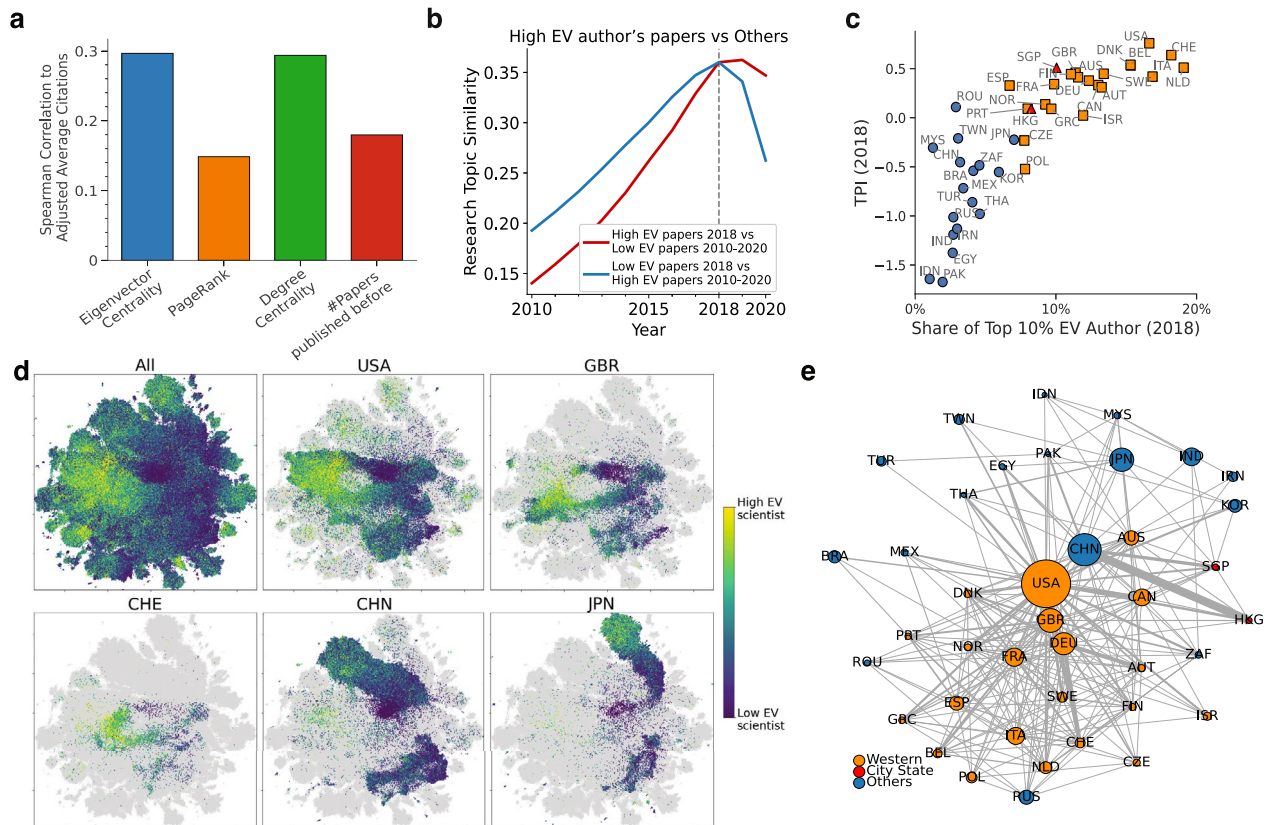 a
Spearman Correlation to
Adjusted Average Citations
0.3
0.2
0.1
0
Eigenvector
Centrality
PageRank
Degree
Centrality
#Papers
published before
b
High EV author's papers vs Others
Research Topic Similarity
0.35
0.30
0.25
0.20
0.15
High EV papers 2018 vs
Low EV papers 2010-2020
Low EV papers 2018 vs
High EV papers 2010-2020
2010
2015
2018
2020
Year
c
TPI (2018)
0.5
0.0
−0.5
−1.0
−1.5
USA
CHE
DNK
BEL
ITA
GBR
SGP
AUS
FIN
SWE
NLD
ESP
FRA
DEU
AUT
ROU
NOR
CAN
PRT
ISR
HKG
GRC
TWN
JPN
CZE
MYS
CHN
ZAF
POL
BRA
KOR
MEX
TUR
THA
RUS
IND
IRN
EGY
IDN
PAK
0%
10%
20%
Share of Top 10% EV Author (2018)
d
All
USA
GBR
CHE
CHN
JPN
High EV
scientist
Low EV
scientist
e
IDN
MYS
TWN
TUR
EGY
PAK
JPN
IND
IRN
THA
KOR
AUS
CHN
BRA
MEX
SGP
USA
DNK
CAN
HKG
GBR
PRT
NOR
DEU
FRA
ROU
ZAF
AUT
SWE
ESP
FIN
GRC
ISR
ITA
CHE
BEL
CZE
NLD
POL
RUS
Western
City State
Others